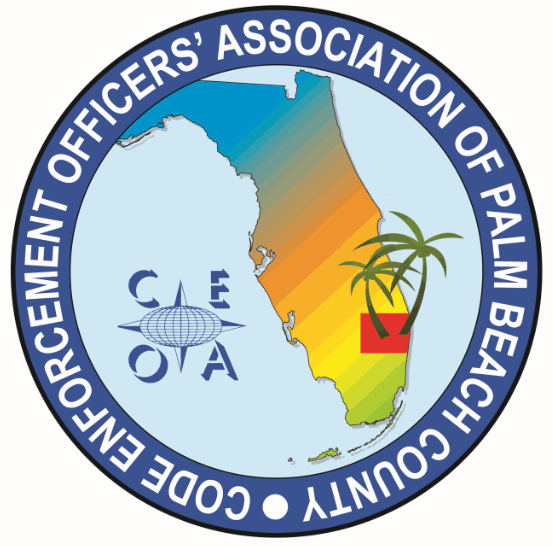 CODE ENFORCEMENT OFFICERS' ASSOCIATION OF PALM BEACH COUNTY •
C E
O A